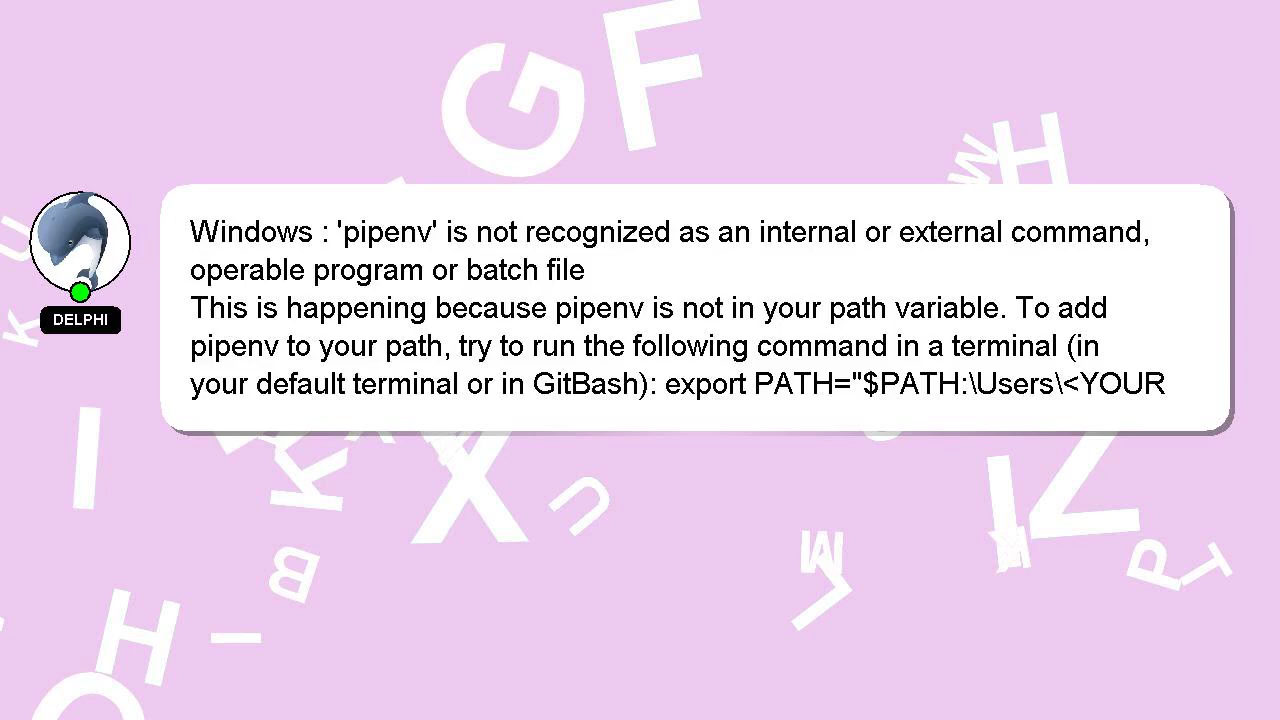 Windows : 'pipenv' is not recognized as an internal or external command,
operable program or batch file
This is happening because pipenv is not in your path variable. To add
pipenv to your path, try to run the following command in a terminal (in
your default terminal or in GitBash): export PATH="$PATH:\Users\<YOUR
DELPHI
G
F
W
H
U
K
I
K
X
U
I
Z
B
M
L
K
P
T
H
I
O